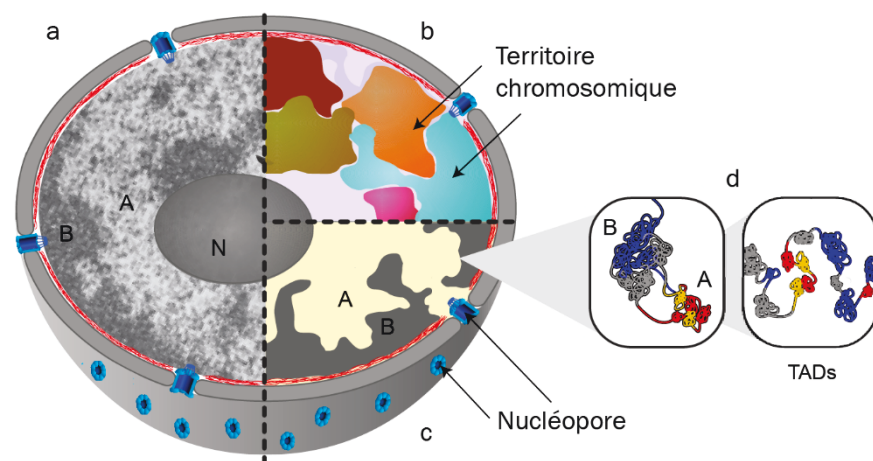 a
b
Territoire
chromosomique
A
B
N
A
B
d
B
A
TADs
Nucléopore
c